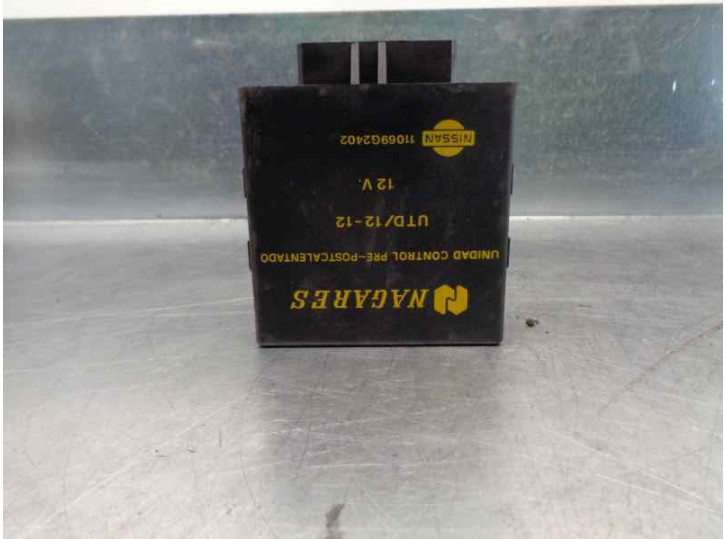 NAGARES
UNIDAD CONTROL PRE-POSTCALENTADO
UTD/12-12
12 V.
NISSAN 11069G2402